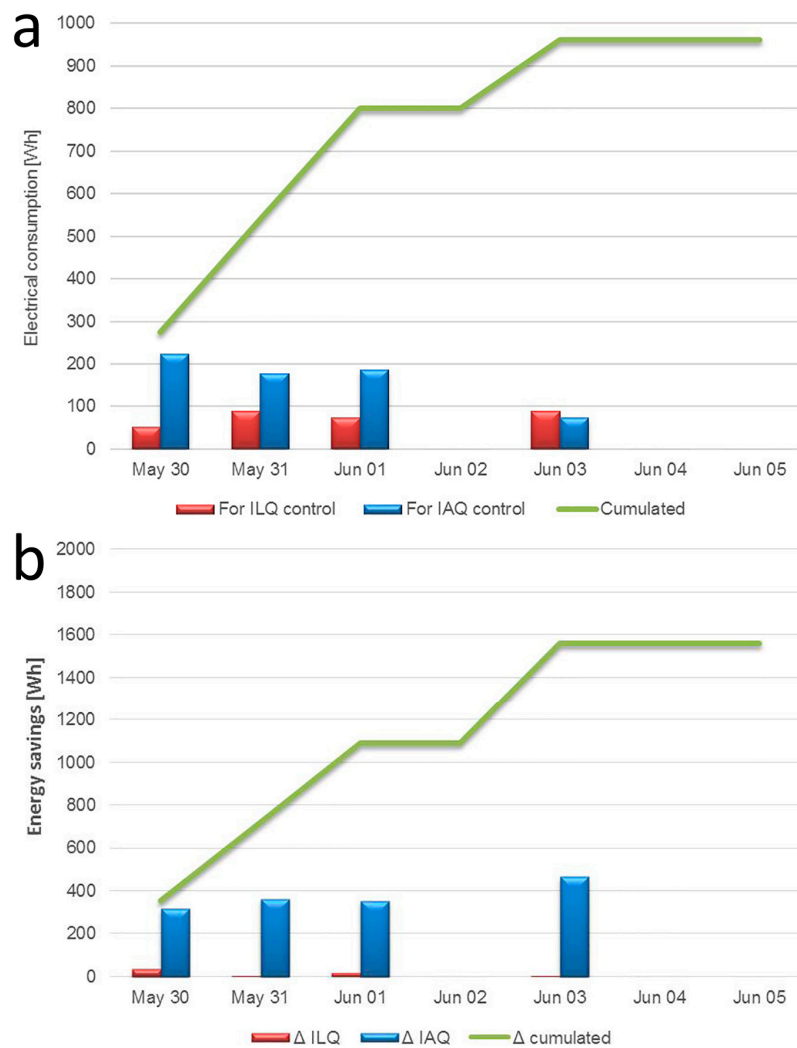 a
Electrical consumption [Wh]
1000
900
800
700
600
500
400
300
200
100
0
May 30 May 31 Jun 01 Jun 02 Jun 03 Jun 04 Jun 05
For ILQ control For IAQ control Cumulated
b
Energy savings [Wh]
2000
1800
1600
1400
1200
1000
800
600
400
200
0
May 30 May 31 Jun 01 Jun 02 Jun 03 Jun 04 Jun 05
Δ ILQ Δ IAQ Δ cumulated